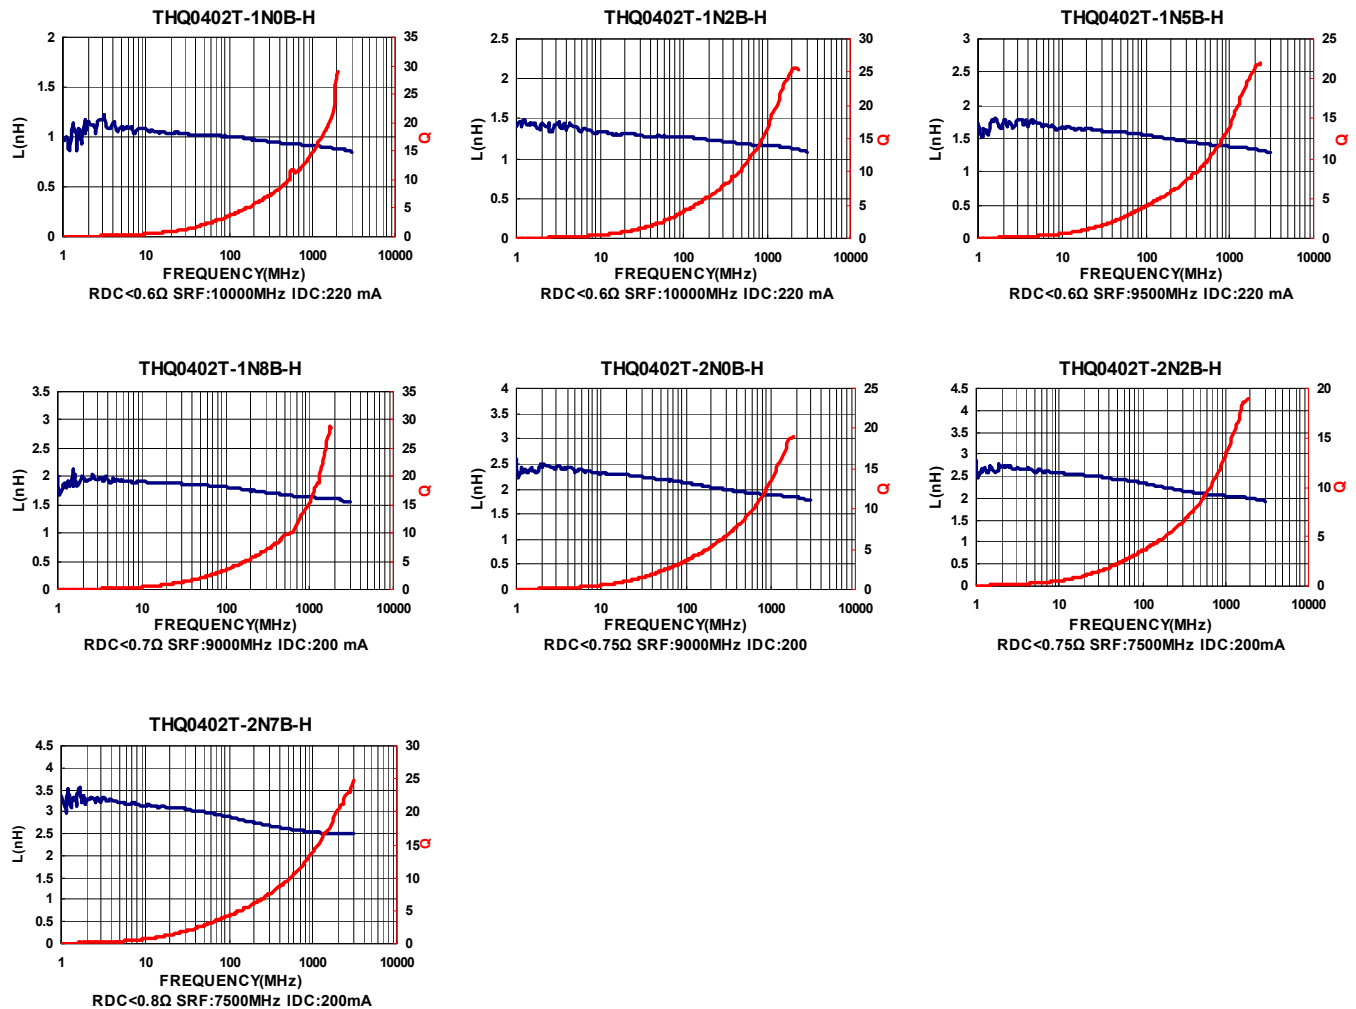 THQ0402T-1N0B-H
2
1.5
1
0.5
0
L(nH)
35
30
25
20
15
10
5
0
Q
1 10 100 1000 10000
FREQUENCY(MHz)
RDC<0.6Ω SRF:10000MHz IDC:220 mA
THQ0402T-1N2B-H
2.5
2
1.5
1
0.5
0
L(nH)
30
25
20
15
10
5
0
Q
1 10 100 1000 10000
FREQUENCY(MHz)
RDC<0.6Ω SRF:10000MHz IDC:220 mA
THQ0402T-1N5B-H
3
2.5
2
1.5
1
0.5
0
L(nH)
25
20
15
10
5
0
Q
1 10 100 1000 10000
FREQUENCY(MHz)
RDC<0.6Ω SRF:9500MHz IDC:220 mA
THQ0402T-1N8B-H
3.5
3
2.5
2
1.5
1
0.5
0
L(nH)
35
30
25
20
15
10
5
0
Q
1 10 100 1000 10000
FREQUENCY(MHz)
RDC<0.7Ω SRF:9000MHz IDC:200 mA
THQ0402T-2N0B-H
4
3.5
3
2.5
2
1.5
1
0.5
0
L(nH)
25
20
15
10
5
0
Q
1 10 100 1000 10000
FREQUENCY(MHz)
RDC<0.75Ω SRF:9000MHz IDC:200
THQ0402T-2N2B-H
4.5
4
3.5
3
2.5
2
1.5
1
0.5
0
L(nH)
20
15
10
5
0
Q
1 10 100 1000 10000
FREQUENCY(MHz)
RDC<0.75Ω SRF:7500MHz IDC:200mA
THQ0402T-2N7B-H
4.5
4
3.5
3
2.5
2
1.5
1
0.5
0
L(nH)
30
25
20
15
10
5
0
Q
1 10 100 1000 10000
FREQUENCY(MHz)
RDC<0.8Ω SRF:7500MHz IDC:200mA